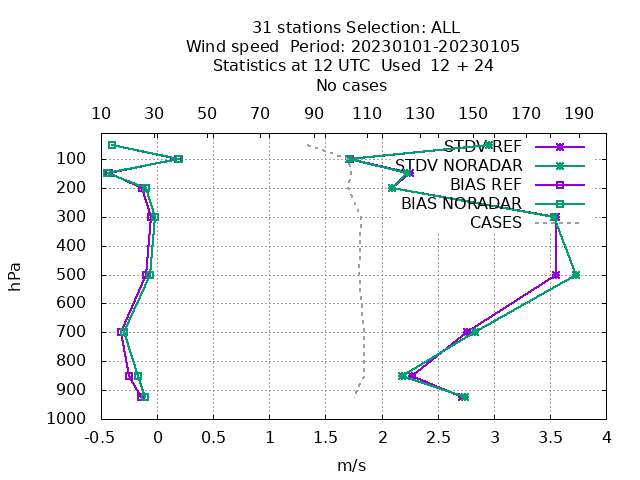 31 stations Selection: ALL
Wind speed  Period: 20230101-20230105
Statistics at 12 UTC  Used  12 + 24
No cases
10 30 50 70 90 110 130 150 170 190
STDV REF
100
STDV NORADAR
BIAS REF
200
BIAS NORADAR
300
CASES
400
hPa
500
600
700
800
900
1000
-0.5 0 0.5 1 1.5 2 2.5 3 3.5 4
m/s